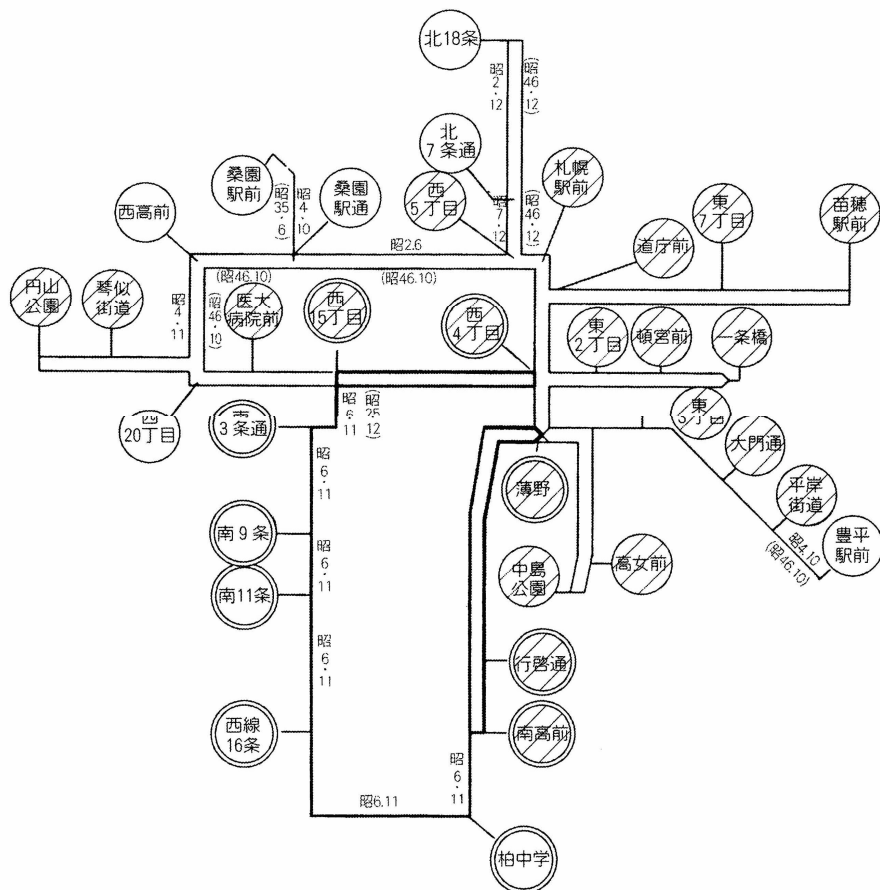 北18条
昭2・12
(昭46・12)
北
7条通
桑園
駅前
桑園
駅通
西
5丁目
札幌
駅前
東
7丁目
苗穂
駅前
西高前
(昭35・6)
昭4・10
昭7・12
(昭46・12)
道庁前
昭2.6
(昭46.10)
(昭46.10)
円山
公園
琴似
街道
昭4・11
(昭46・10)
医大
病院前
西
15丁目
西
4丁目
東
2丁目
頓宮前
一条橋
20丁目
3条通
昭6・11
(昭25・12)
昭6・11
薄野
東
丁目
大門通
平岸
街道
豊平
駅前
昭4.10
(昭46.10)
南9条
昭6・11
南11条
中島
公園
高女前
昭6・11
行啓通
西線
16条
南高前
昭6・11
昭6.11
柏中学